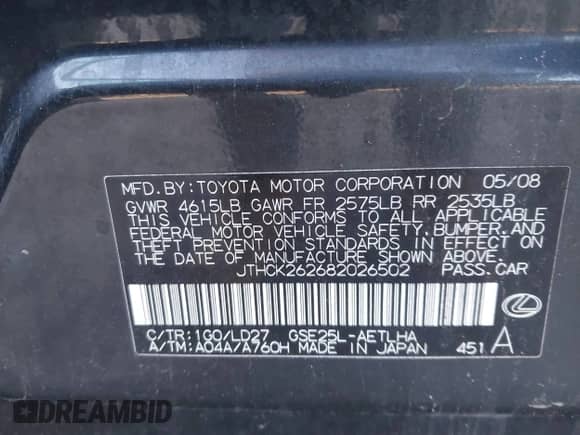 MFD.BY:TOYOTA MOTOR CORPORATION 05/08
GVWR 4615LB GAWR FR 2575LB RR 2535LB
THIS VEHICLE CONFORMS TO ALL APPLICABLE
FEDERAL MOTOR VEHICLE SAFETY,BUMPER,AND
THEFT PREVENTION STANDARDS IN EFFECT ON
THE DATE OF MANUFACTURE SHOWN ABOVE.
JTHCK262682026502 PASS.CAR
C/TR:1G0/LD27 GSE25L-AETLHA
A/TM:A04A/A760H MADE IN JAPAN 451 A
DREAMBID